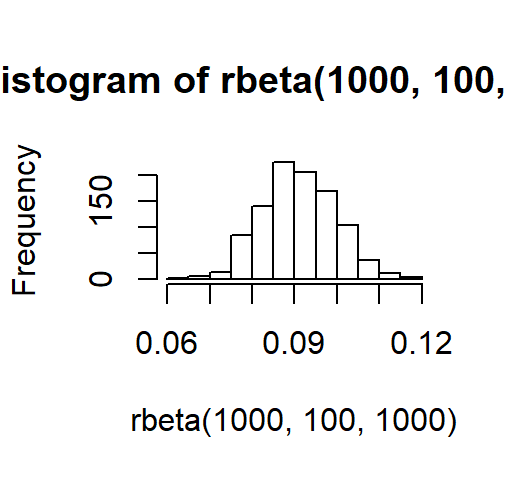 istogram of rbeta(1000, 100,
Frequency
150
0
0.06 0.09 0.12
rbeta(1000, 100, 1000)